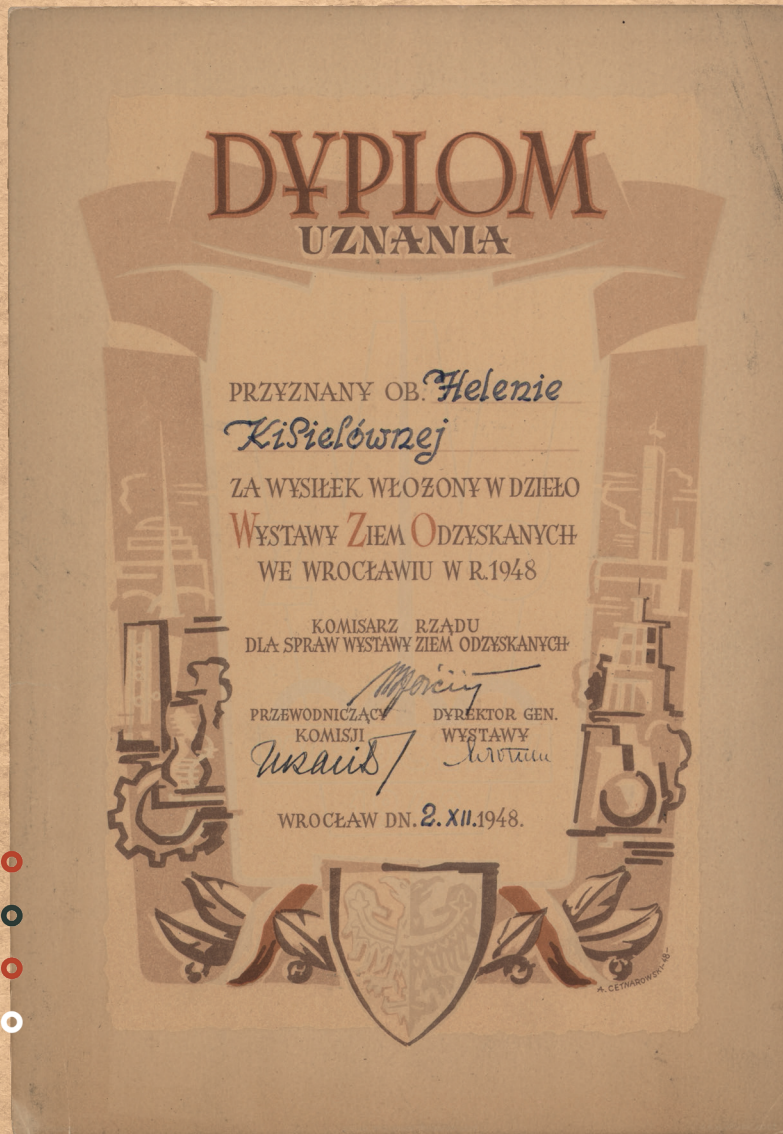 DYPLOM
UZNANIA
PRZYZNANY OB. Helenie
Kisielównej
ZA WYSIŁEK WŁOŻONY W DZIEŁO
WYSTAWY ZIEM ODZYSKANYCH
WE WROCŁAWIU W R. 1948
KOMISARZ RZĄDU
DLA SPRAW WYSTAWY ZIEM ODZYSKANYCH
PRZEWODNICZĄCY
KOMISJI
DYREKTOR GEN.
WYSTAWY
WROCŁAW DN. 2. XII. 1948.
A. CETNAROWSKI-48-